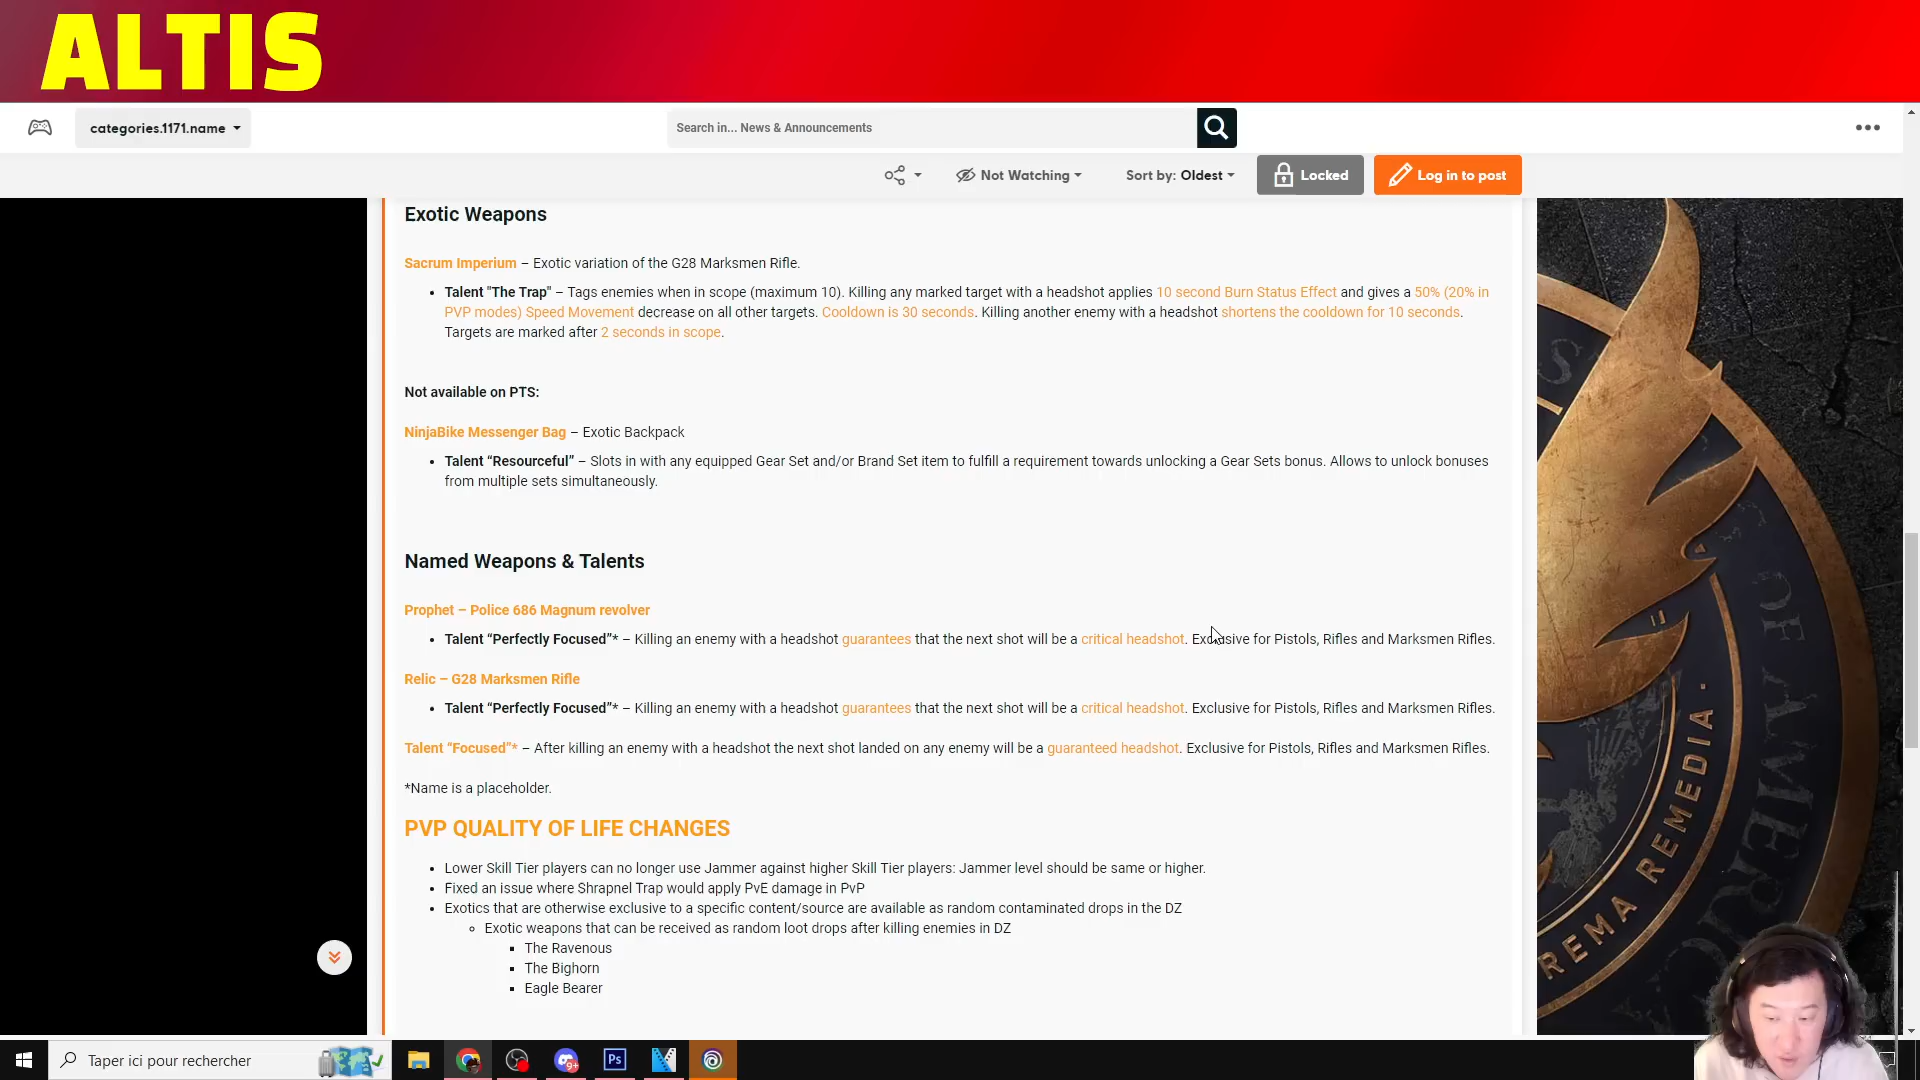 ALTIS
categories.1171.name
Search in... News & Announcements
Not Watching
Sort by: Oldest
Locked
Log in to post
Exotic Weapons
Sacrum Imperium – Exotic variation of the G28 Marksmen Rifle.
• Talent "The Trap" – Tags enemies when in scope (maximum 10). Killing any marked target with a headshot applies 10 second Burn Status Effect and gives a 50% (20% in
PVP modes) Speed Movement decrease on all other targets. Cooldown is 30 seconds. Killing another enemy with a headshot shortens the cooldown for 10 seconds.
Targets are marked after 2 seconds in scope.
Not available on PTS:
NinjaBike Messenger Bag – Exotic Backpack
• Talent “Resourceful” – Slots in with any equipped Gear Set and/or Brand Set item to fulfill a requirement towards unlocking a Gear Sets bonus. Allows to unlock bonuses
from multiple sets simultaneously.
Named Weapons & Talents
Prophet – Police 686 Magnum revolver
• Talent “Perfectly Focused”* – Killing an enemy with a headshot guarantees that the next shot will be a critical headshot. Exclusive for Pistols, Rifles and Marksmen Rifles.
Relic – G28 Marksmen Rifle
• Talent “Perfectly Focused”* – Killing an enemy with a headshot guarantees that the next shot will be a critical headshot. Exclusive for Pistols, Rifles and Marksmen Rifles.
Talent “Focused”* – After killing an enemy with a headshot the next shot landed on any enemy will be a guaranteed headshot. Exclusive for Pistols, Rifles and Marksmen Rifles.
*Name is a placeholder.
PVP QUALITY OF LIFE CHANGES
• Lower Skill Tier players can no longer use Jammer against higher Skill Tier players: Jammer level should be same or higher.
• Fixed an issue where Shrapnel Trap would apply PvE damage in PvP
• Exotics that are otherwise exclusive to a specific content/source are available as random contaminated drops in the DZ
Exotic weapons that can be received as random loot drops after killing enemies in DZ
The Ravenous
The Bighorn
Eagle Bearer
REMA REMEDIA.
OF AMER
Taper ici pour rechercher
9+
Ps